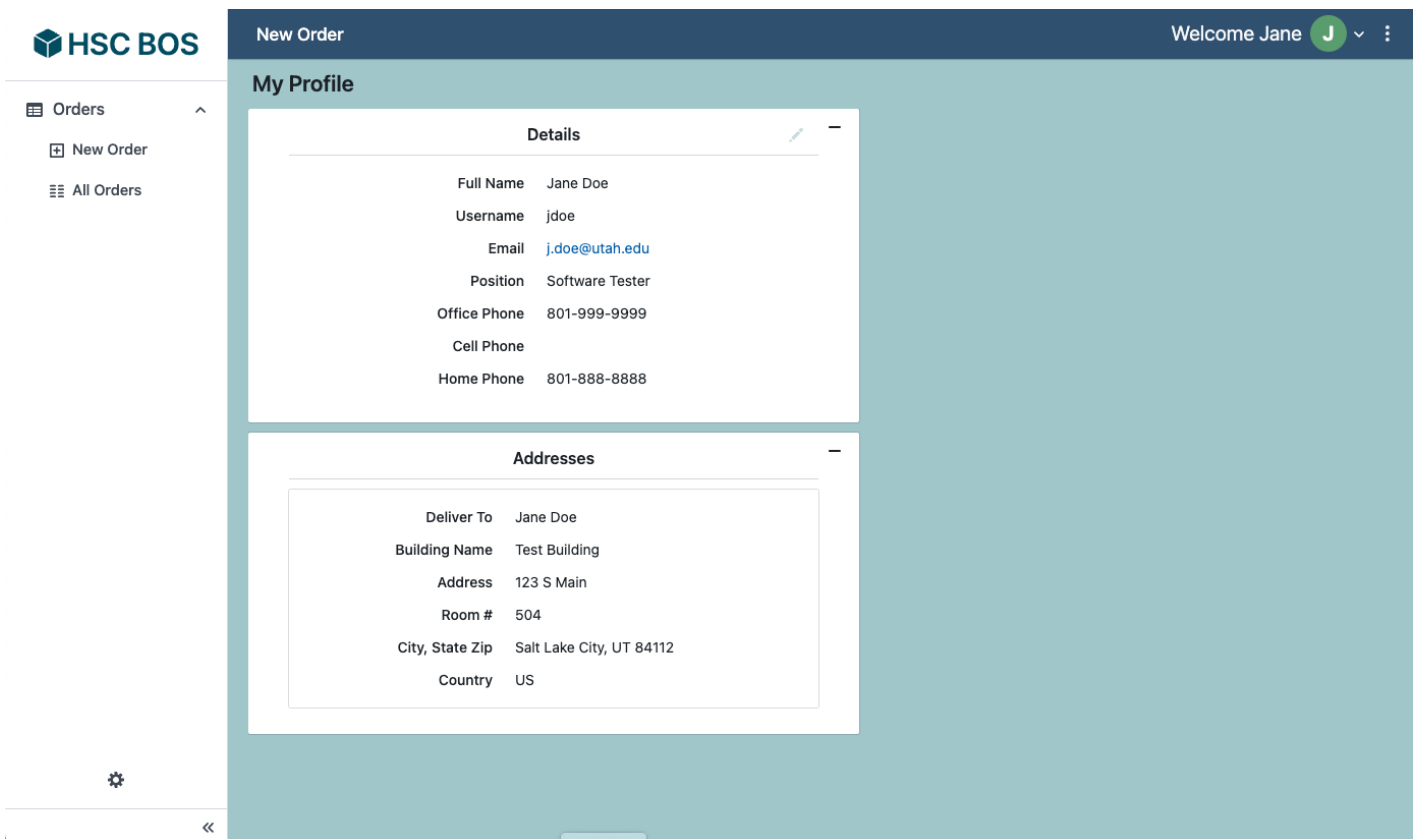 HSC BOS
New Order
Welcome Jane J
Orders
New Order
All Orders
My Profile
Details
Full Name Jane Doe
Username jdoe
Email j.doe@utah.edu
Position Software Tester
Office Phone 801-999-9999
Cell Phone
Home Phone 801-888-8888
Addresses
Deliver To Jane Doe
Building Name Test Building
Address 123 S Main
Room # 504
City, State Zip Salt Lake City, UT 84112
Country US